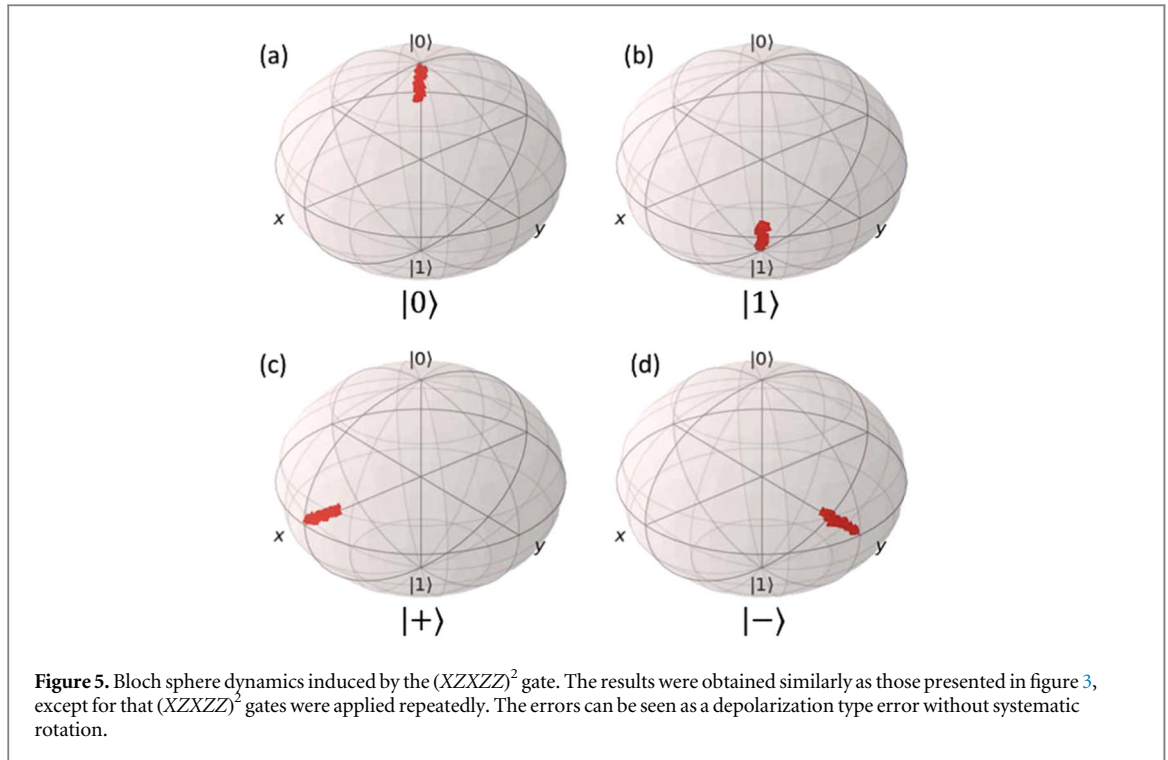 (a)
|0⟩
x
y
|1⟩
|0⟩
(b)
|0⟩
x
y
|1⟩
|1⟩
(c)
|0⟩
x
y
|1⟩
|+⟩
(d)
|0⟩
x
y
|1⟩
|−⟩
Figure 5. Bloch sphere dynamics induced by the (XZXZZ)² gate. The results were obtained similarly as those presented in figure 3,
except for that (XZXZZ)² gates were applied repeatedly. The errors can be seen as a depolarization type error without systematic
rotation.